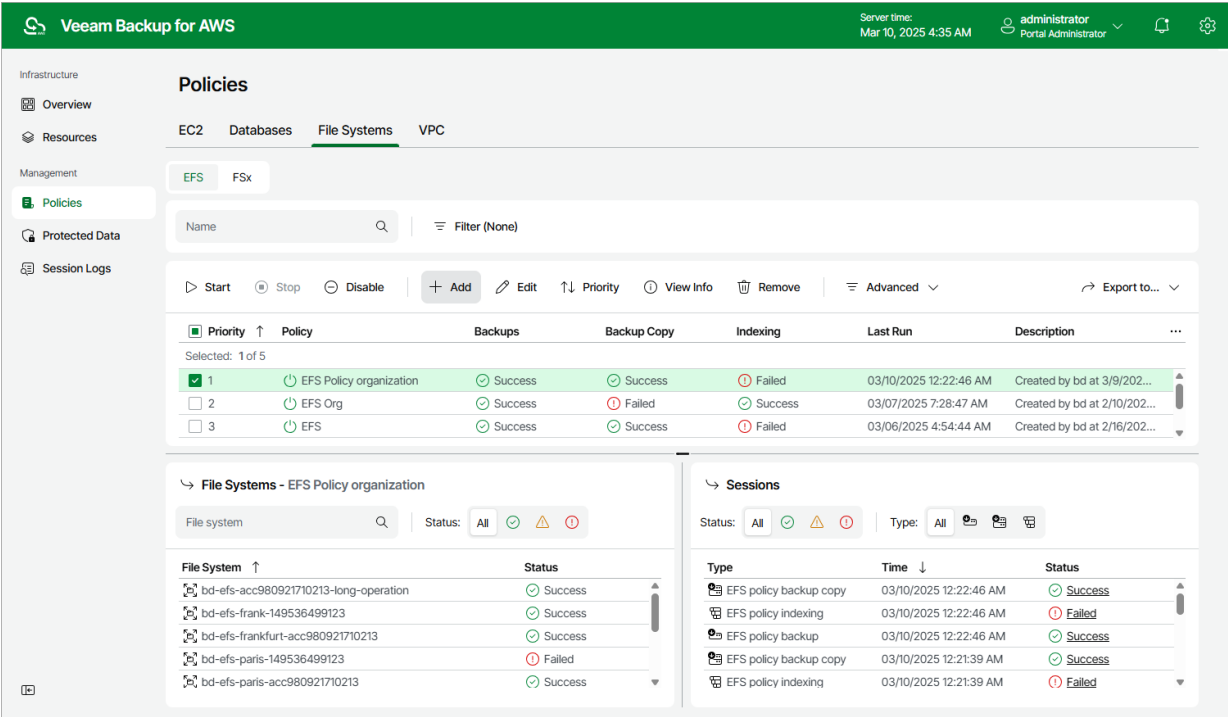 Veeam Backup for AWS
Server time:
Mar 10, 2025 4:35 AM
administrator
Portal Administrator
Infrastructure
Overview
Resources
Management
Policies
Protected Data
Session Logs
Policies
EC2 Databases File Systems VPC
EFS FSx
Name Filter (None)
Start Stop Disable Add Edit Priority View Info Remove Advanced Export to...
Priority Policy Backups Backup Copy Indexing Last Run Description ...
Selected: 1 of 5
1 EFS Policy organization Success Success Failed 03/10/2025 12:22:46 AM Created by bd at 3/9/202...
2 EFS Org Success Failed Success 03/07/2025 7:28:47 AM Created by bd at 2/10/202...
3 EFS Success Success Failed 03/06/2025 4:54:44 AM Created by bd at 2/16/202...
File Systems - EFS Policy organization
File system Status: All
File System Status
bd-efs-acc980921710213-long-operation Success
bd-efs-frank-149536499123 Success
bd-efs-frankfurt-acc980921710213 Success
bd-efs-paris-149536499123 Failed
bd-efs-paris-acc980921710213 Success
Sessions
Status: All Type: All
Type Time Status
EFS policy backup copy 03/10/2025 12:22:46 AM Success
EFS policy indexing 03/10/2025 12:22:46 AM Failed
EFS policy backup 03/10/2025 12:22:46 AM Success
EFS policy backup copy 03/10/2025 12:21:39 AM Success
EFS policy indexing 03/10/2025 12:21:39 AM Failed